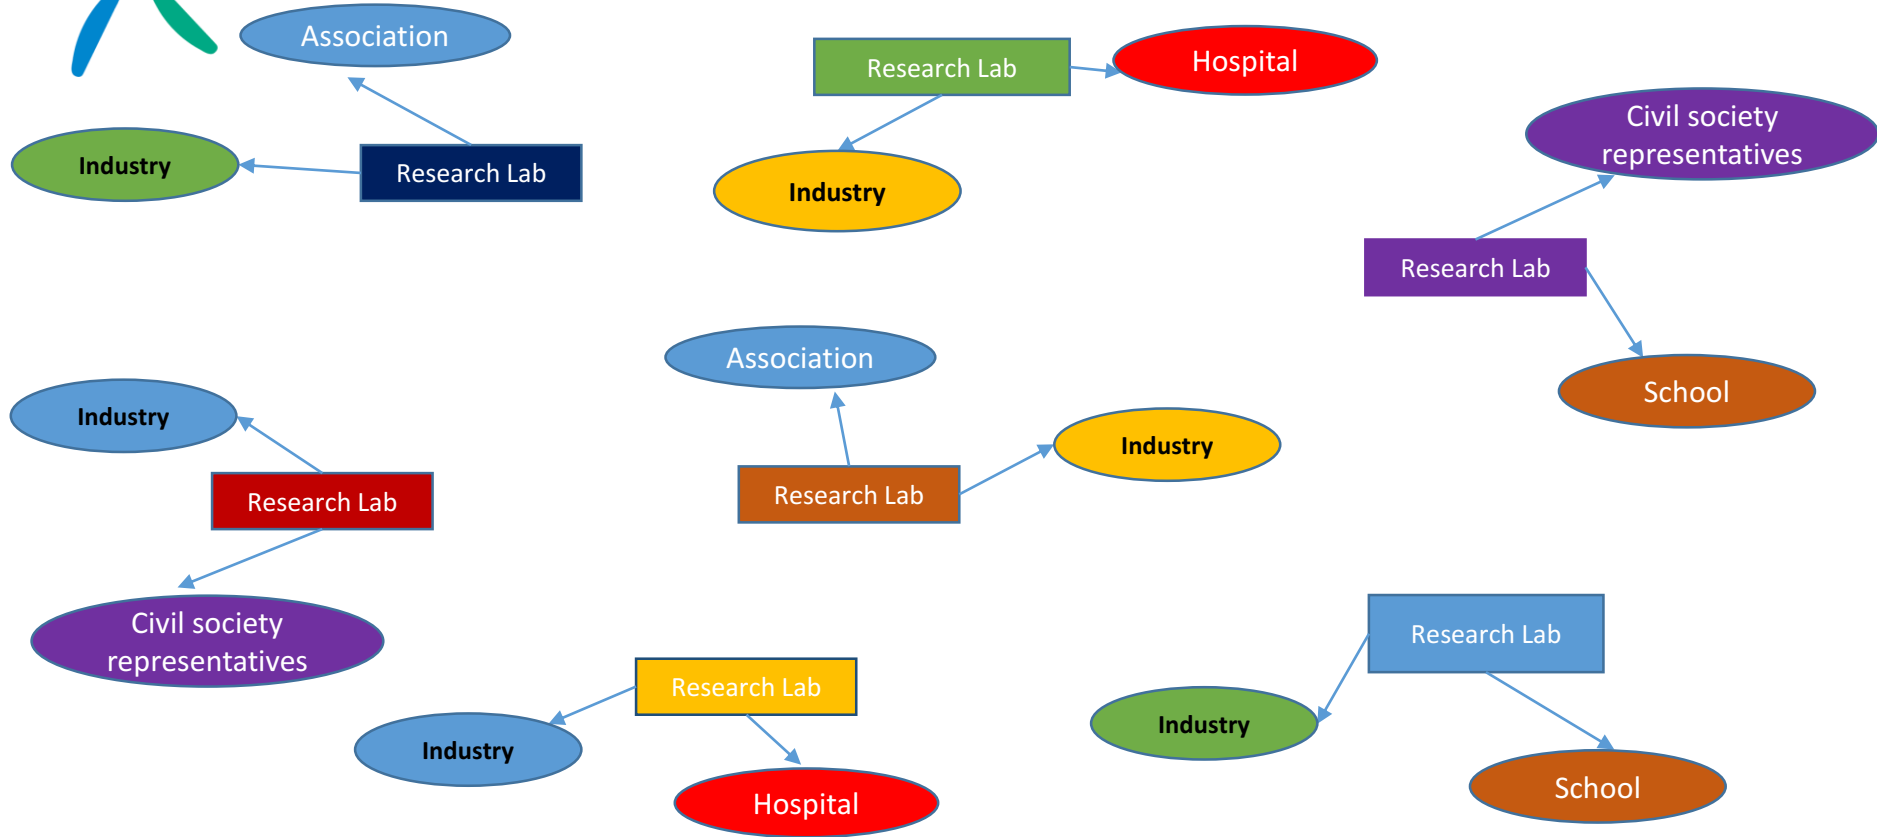 Association
Research Lab
Hospital
Civil society
representatives
Industry
Research Lab
Industry
Research Lab
Association
School
Industry
Industry
Research Lab
Research Lab
Civil society
representatives
Research Lab
Research Lab
Industry
Industry
Hospital
School